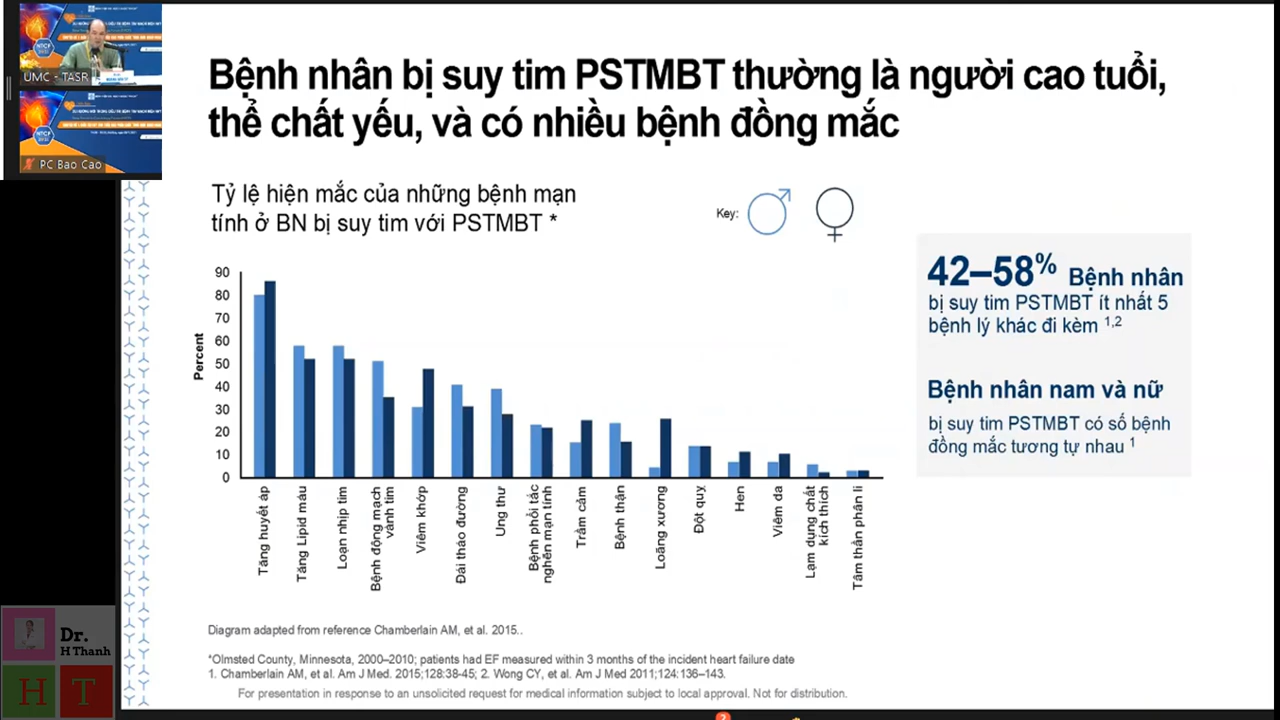 UMC - TASR
PC Bao Cao
Bệnh nhân bị suy tim PSTMBT thường là người cao tuổi,
thể chất yếu, và có nhiều bệnh đồng mắc
Tỷ lệ hiện mắc của những bệnh mạn
tính ở BN bị suy tim với PSTMBT *
Key:
Percent
90
80
70
60
50
40
30
20
10
0
Tăng huyết áp
Tăng Lipid máu
Loạn nhịp tim
Bệnh động mạch
vành tim
Viêm khớp
Đái tháo đường
Ung thư
Bệnh phổi tắc
nghẽn mạn tính
Trầm cảm
Bệnh thận
Loãng xương
Đột quỵ
Hen
Viêm da
Lạm dụng chất
kích thích
Tâm thần phân li
42–58% Bệnh nhân
bị suy tim PSTMBT ít nhất 5
bệnh lý khác đi kèm 1,2
Bệnh nhân nam và nữ
bị suy tim PSTMBT có số bệnh
đồng mắc tương tự nhau 1
Diagram adapted from reference Chamberlain AM, et al. 2015..
*Olmsted County, Minnesota, 2000–2010; patients had EF measured within 3 months of the incident heart failure date
1. Chamberlain AM, et al. Am J Med. 2015;128:38-45; 2. Wong CY, et al. Am J Med 2011;124:136–143.
For presentation in response to an unsolicited request for medical information subject to local approval. Not for distribution.
Dr.
H Thanh
H T